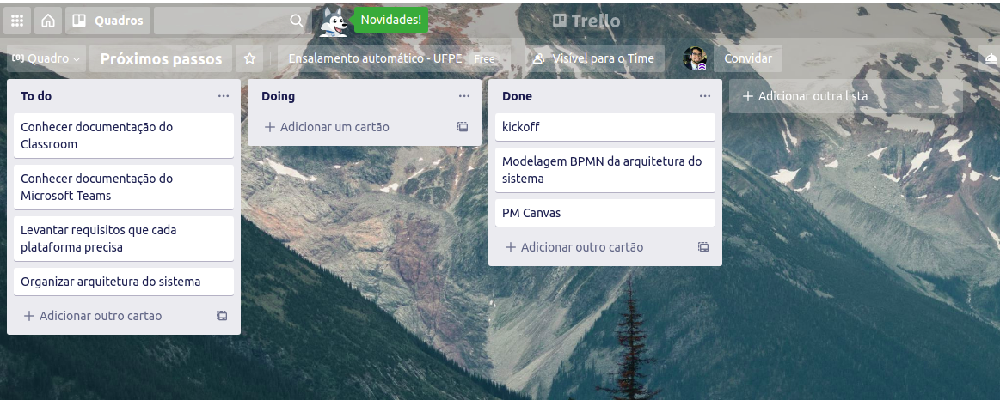 Quadros
Novidades!
Trello
Quadro
Próximos passos
Ensalamento automático - UFPE
Free
Visível para o Time
Convidar
To do
Conhecer documentação do
Classroom
Conhecer documentação do
Microsoft Teams
Levantar requisitos que cada
plataforma precisa
Organizar arquitetura do sistema
+ Adicionar outro cartão
Doing
+ Adicionar um cartão
Done
kickoff
Modelagem BPMN da arquitetura do
sistema
PM Canvas
+ Adicionar outro cartão
+ Adicionar outra lista